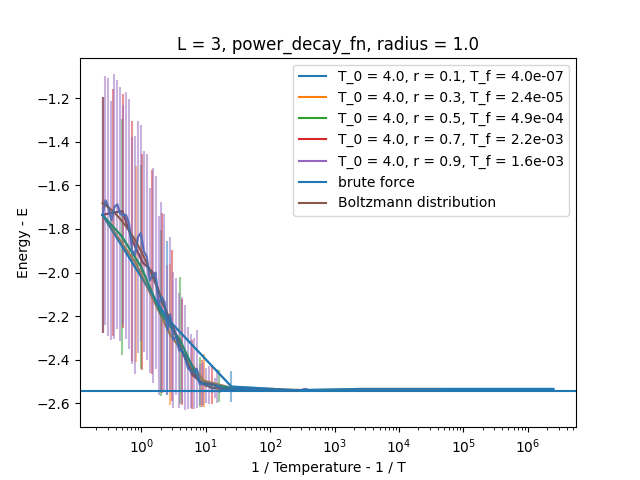 L = 3, power_decay_fn, radius = 1.0
T_0 = 4.0, r = 0.1, T_f = 4.0e-07
T_0 = 4.0, r = 0.3, T_f = 2.4e-05
T_0 = 4.0, r = 0.5, T_f = 4.9e-04
T_0 = 4.0, r = 0.7, T_f = 2.2e-03
T_0 = 4.0, r = 0.9, T_f = 1.6e-03
brute force
Boltzmann distribution
Energy - E
−1.2
−1.4
−1.6
−1.8
−2.0
−2.2
−2.4
−2.6
10⁰ 10¹ 10² 10³ 10⁴ 10⁵ 10⁶
1 / Temperature - 1 / T